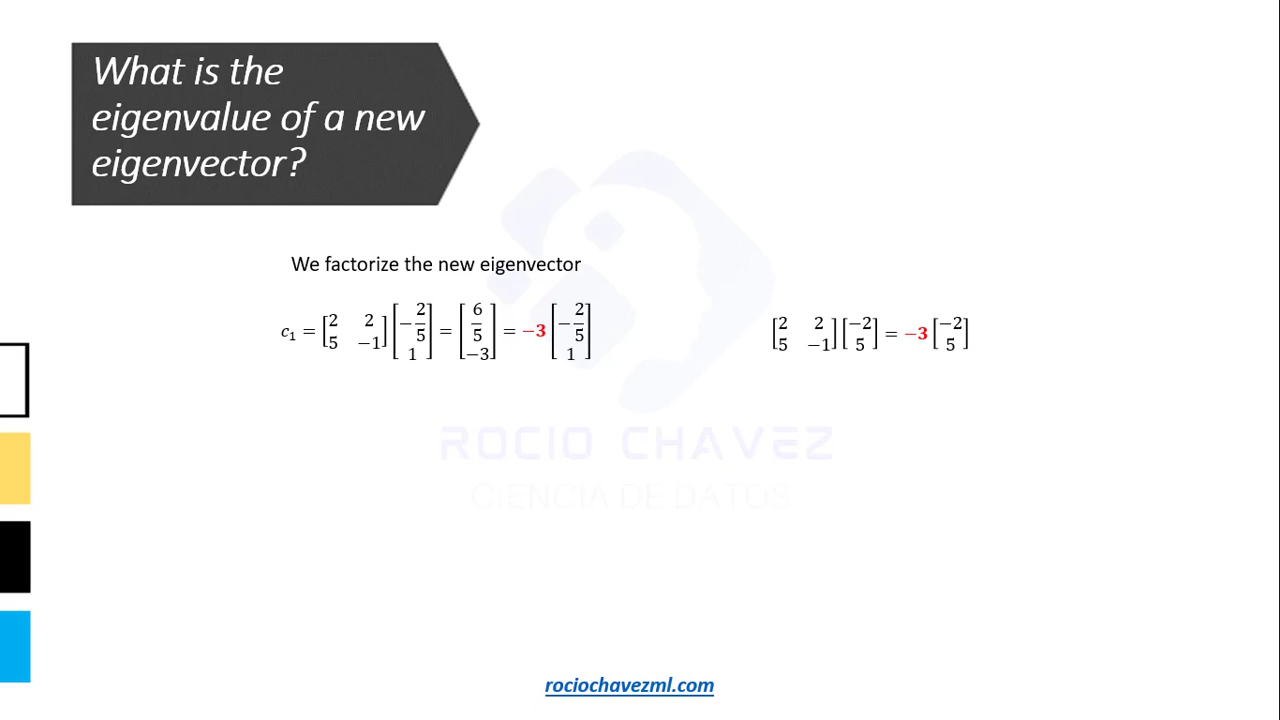 What is the
eigenvalue of a new
eigenvector?
We factorize the new eigenvector
c₁ = [2 2; 5 −1] [−2/5; 1] = [6/5; −3] = −3 [−2/5; 1]
[2 2; 5 −1] [−2; 5] = −3 [−2; 5]
ROCIO CHAVEZ
CIENCIA DE DATOS
rociochavezml.com